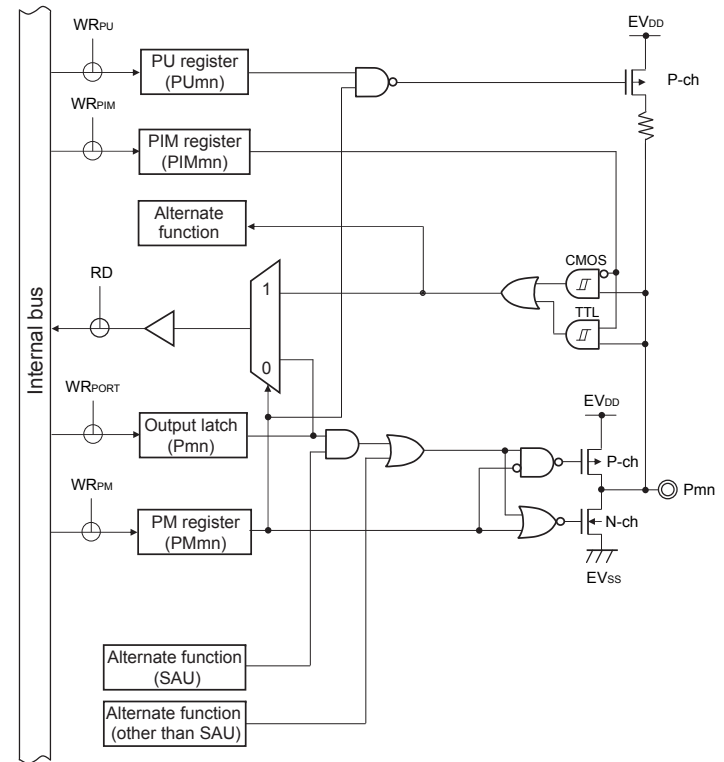 WRPU
PU register
(PUmn)
EVDD
P-ch
WRPIM
PIM register
(PIMmn)
Alternate
function
CMOS
RD
1
TTL
0
Internal bus
WRPORT
Output latch
(Pmn)
EVDD
P-ch
Pmn
WRPM
PM register
(PMmn)
N-ch
EVSS
Alternate function
(SAU)
Alternate function
(other than SAU)